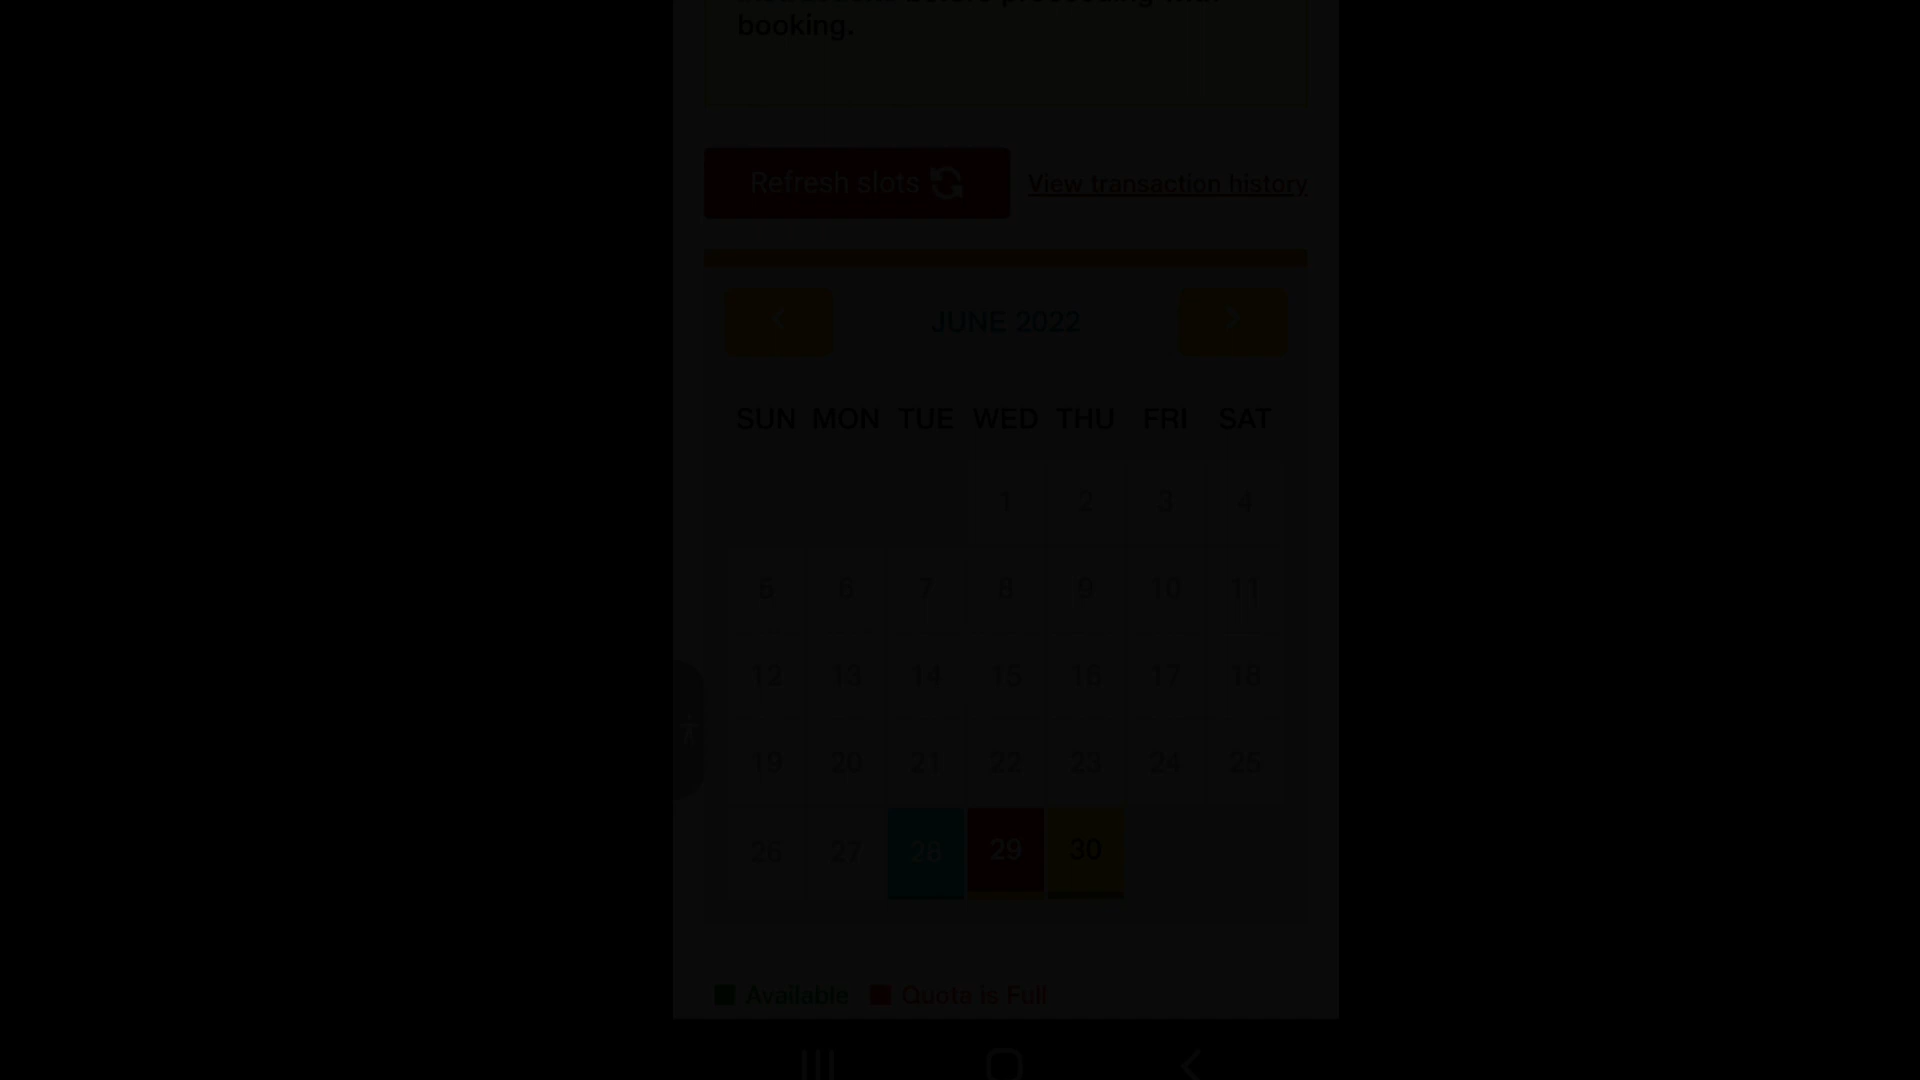 booking.
Refresh slots View transaction history
JUNE 2022
SUN MON TUE WED THU FRI SAT
1 2 3 4
5 6 7 8 9 10 11
12 13 14 15 16 17 18
19 20 21 22 23 24 25
26 27 28 29 30
Available Quota is Full